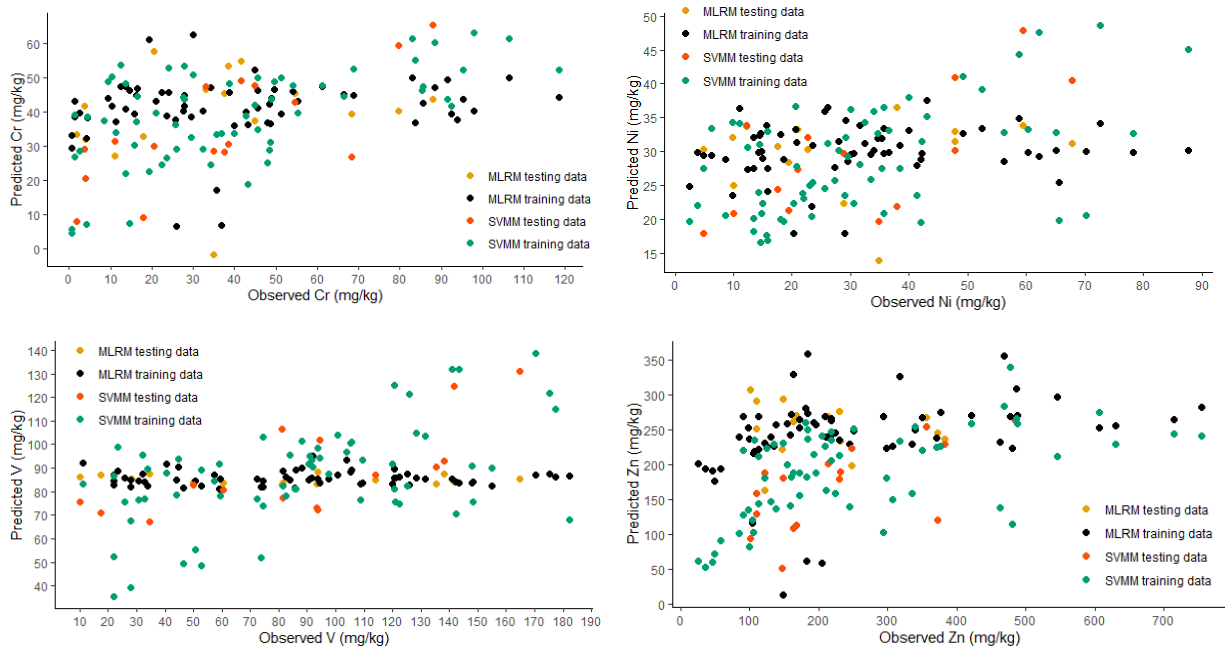 60
50
40
30
20
10
0
Predicted Cr (mg/kg)
MLRM testing data
MLRM training data
SVMM testing data
SVMM training data
0 10 20 30 40 50 60 70 80 90 100 110 120
Observed Cr (mg/kg)
50
45
40
35
30
25
20
15
Predicted Ni (mg/kg)
MLRM testing data
MLRM training data
SVMM testing data
SVMM training data
0 10 20 30 40 50 60 70 80 90
Observed Ni (mg/kg)
140
130
120
110
100
90
80
70
60
50
40
Predicted V (mg/kg)
MLRM testing data
MLRM training data
SVMM testing data
SVMM training data
10 20 30 40 50 60 70 80 90 100 110 120 130 140 150 160 170 180 190
Observed V (mg/kg)
350
300
250
200
150
100
50
0
Predicted Zn (mg/kg)
MLRM testing data
MLRM training data
SVMM testing data
SVMM training data
0 100 200 300 400 500 600 700
Observed Zn (mg/kg)